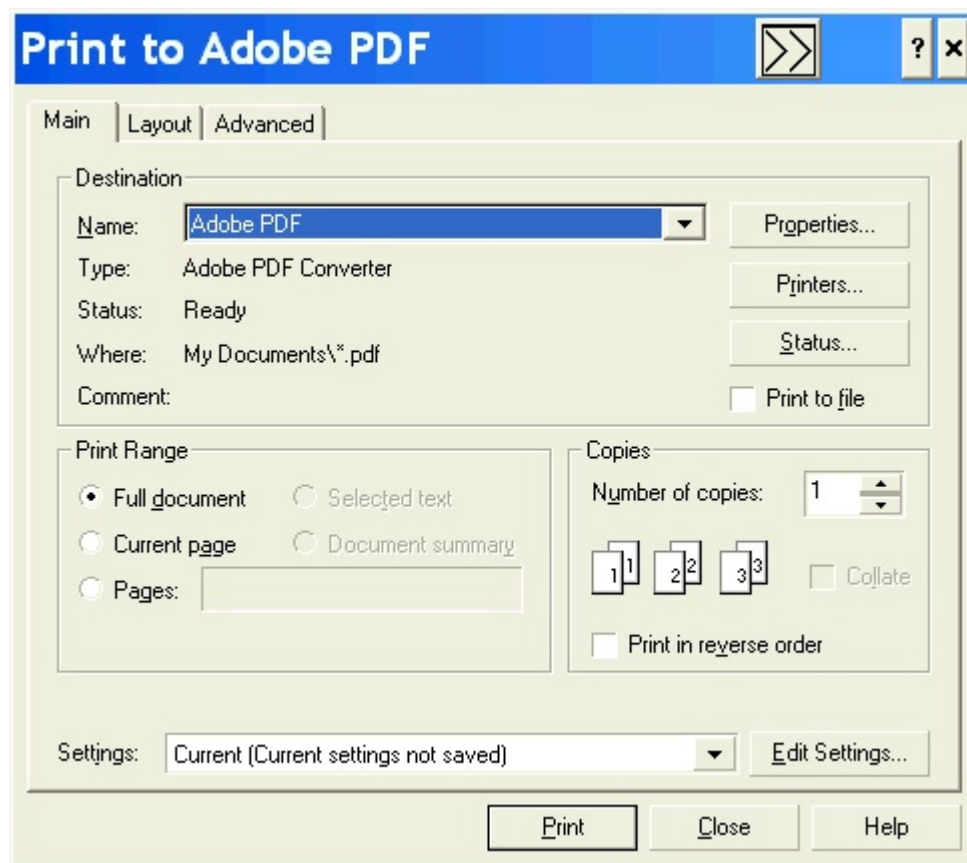 Print to Adobe PDF >> ? ×
Main Layout Advanced
Destination
Name: Adobe PDF Properties...
Type: Adobe PDF Converter
Printers...
Status: Ready
Where: My Documents\*.pdf Status...
Comment: Print to file
Print Range
Full document Selected text
Current page Document summary
Pages:
Copies
Number of copies: 1
1 1 2 2 3 3 Collate
Print in reverse order
Settings: Current (Current settings not saved) Edit Settings...
Print Close Help